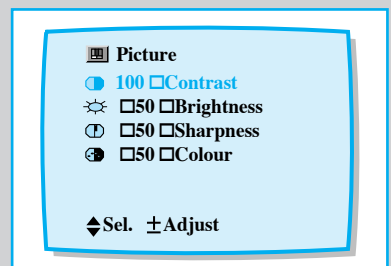 Picture
100 □Contrast
□50 □Brightness
□50 □Sharpness
□50 □Colour
Sel. ±Adjust